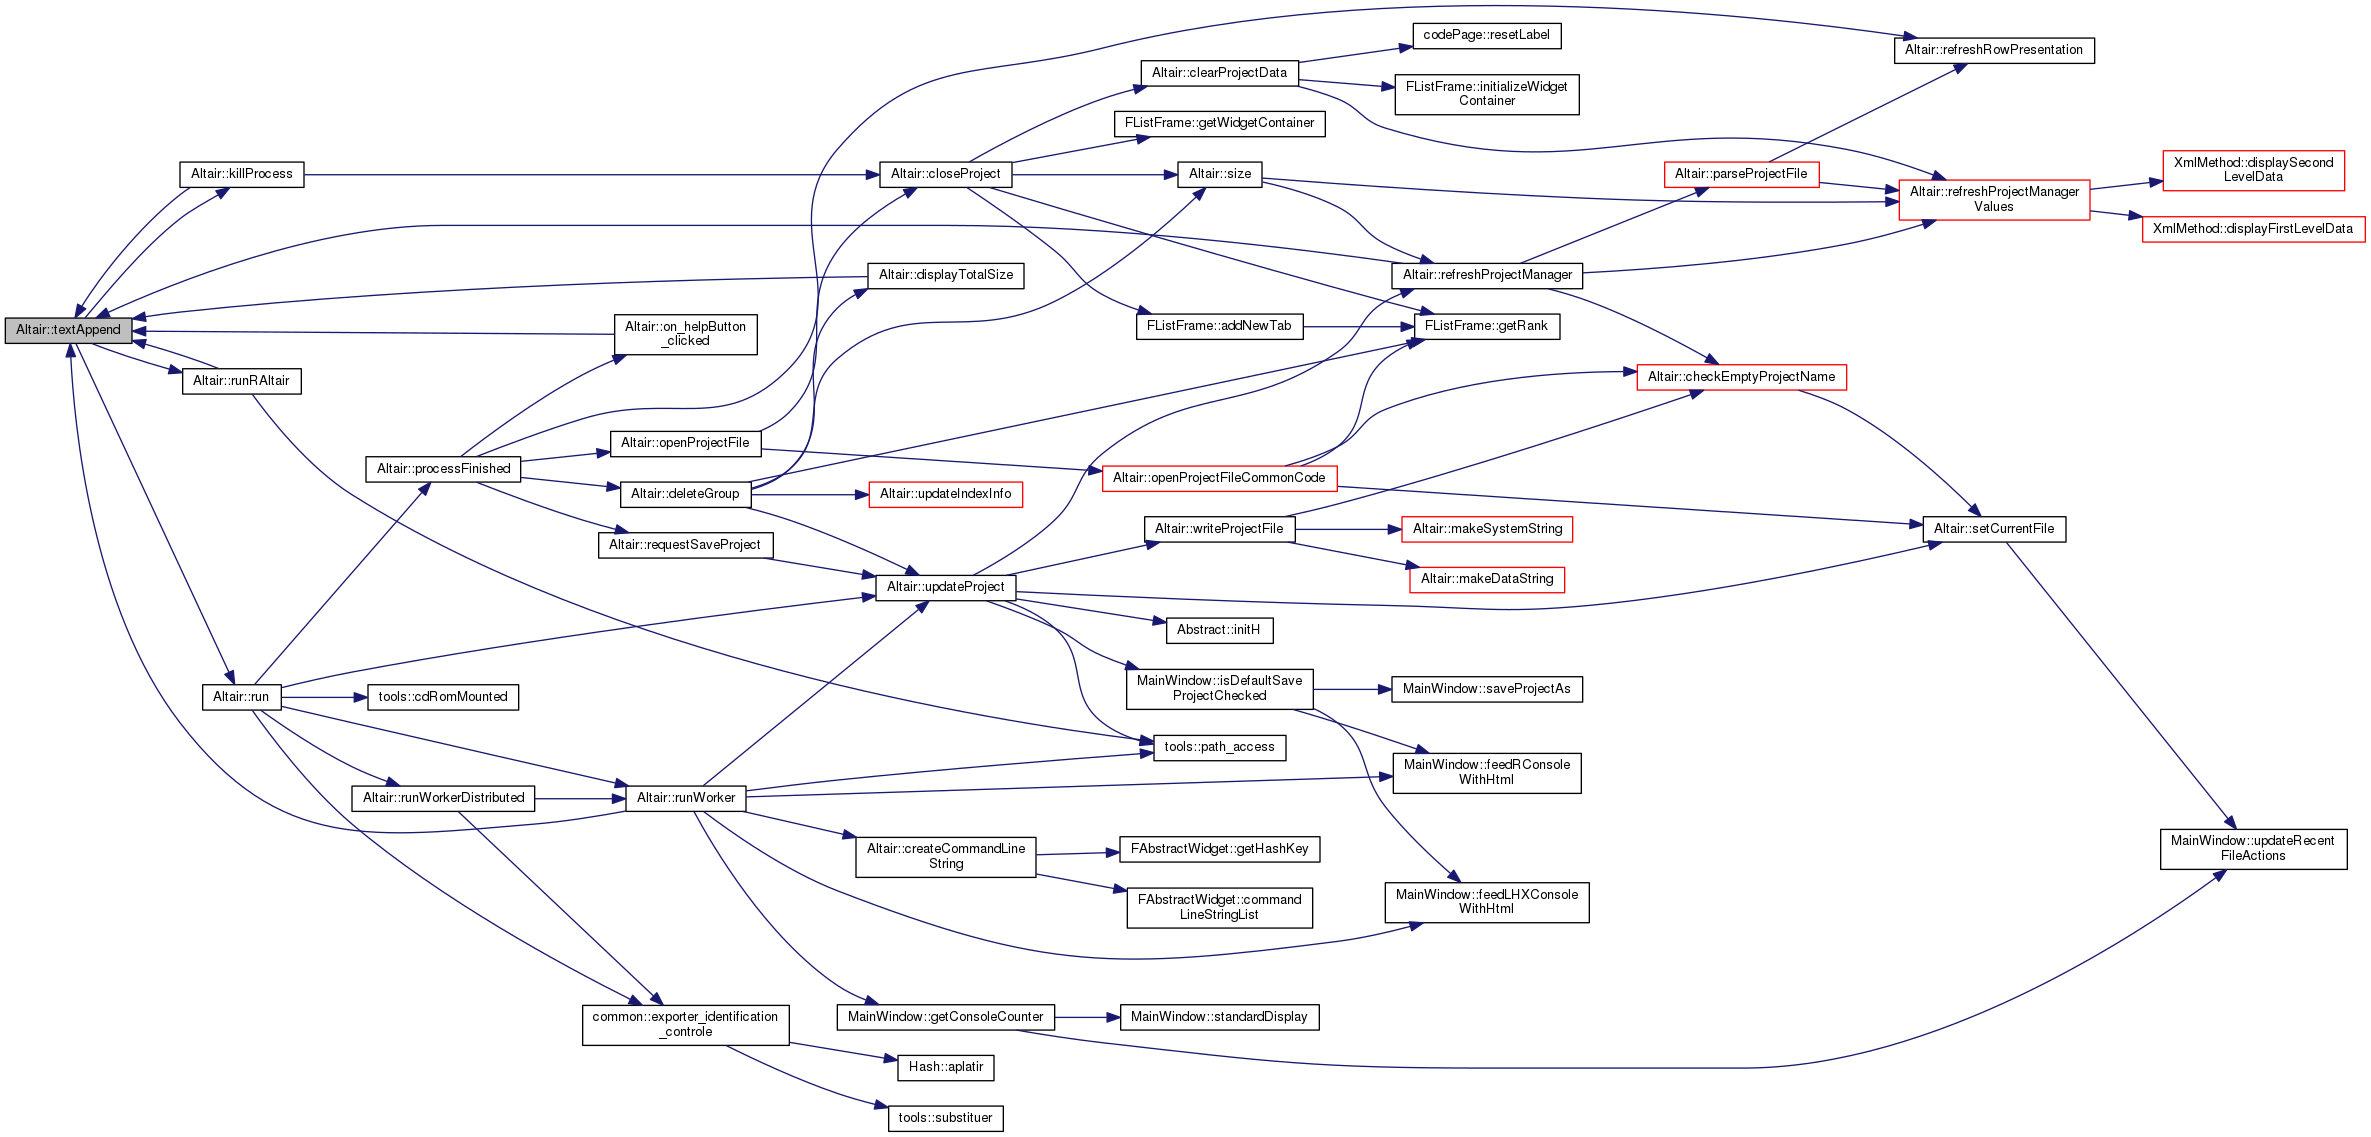 codePage::resetLabel
Altair::refreshRowPresentation
Altair::clearProjectData
FListFrame::initializeWidget
Container
FListFrame::getWidgetContainer
Altair::killProcess
Altair::closeProject
Altair::size
Altair::parseProjectFile
Altair::refreshProjectManager
Values
XmlMethod::displaySecond
LevelData
XmlMethod::displayFirstLevelData
Altair::displayTotalSize
Altair::refreshProjectManager
Altair::textAppend
Altair::on_helpButton
_clicked
FListFrame::addNewTab
FListFrame::getRank
Altair::runRAltair
Altair::checkEmptyProjectName
Altair::openProjectFile
Altair::processFinished
Altair::openProjectFileCommonCode
Altair::deleteGroup
Altair::updateIndexInfo
Altair::writeProjectFile
Altair::makeSystemString
Altair::setCurrentFile
Altair::requestSaveProject
Altair::makeDataString
Altair::updateProject
Abstract::initH
MainWindow::isDefaultSave
ProjectChecked
MainWindow::saveProjectAs
Altair::run
tools::cdRomMounted
tools::path_access
MainWindow::feedRConsole
WithHtml
Altair::runWorkerDistributed
Altair::runWorker
Altair::createCommandLine
String
FAbstractWidget::getHashKey
MainWindow::updateRecent
FileActions
FAbstractWidget::command
LineStringList
MainWindow::feedLHXConsole
WithHtml
common::exporter_identification
_controle
MainWindow::getConsoleCounter
MainWindow::standardDisplay
Hash::aplatir
tools::substituer